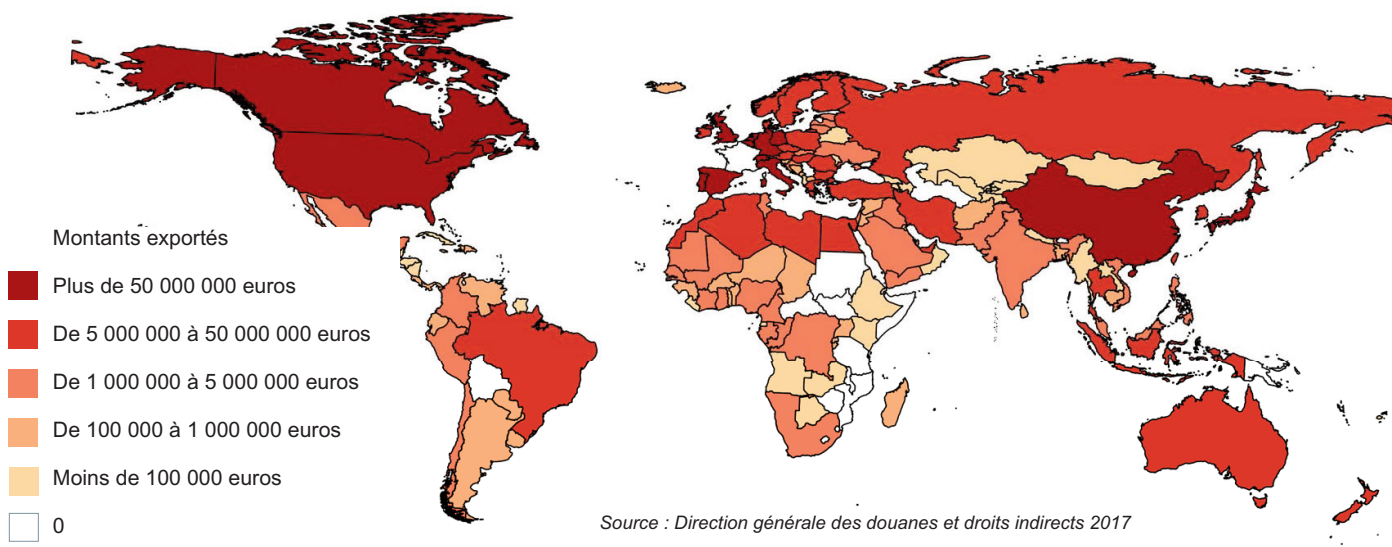 Montants exportés
Plus de 50 000 000 euros
De 5 000 000 à 50 000 000 euros
De 1 000 000 à 5 000 000 euros
De 100 000 à 1 000 000 euros
Moins de 100 000 euros
0
Source : Direction générale des douanes et droits indirects 2017